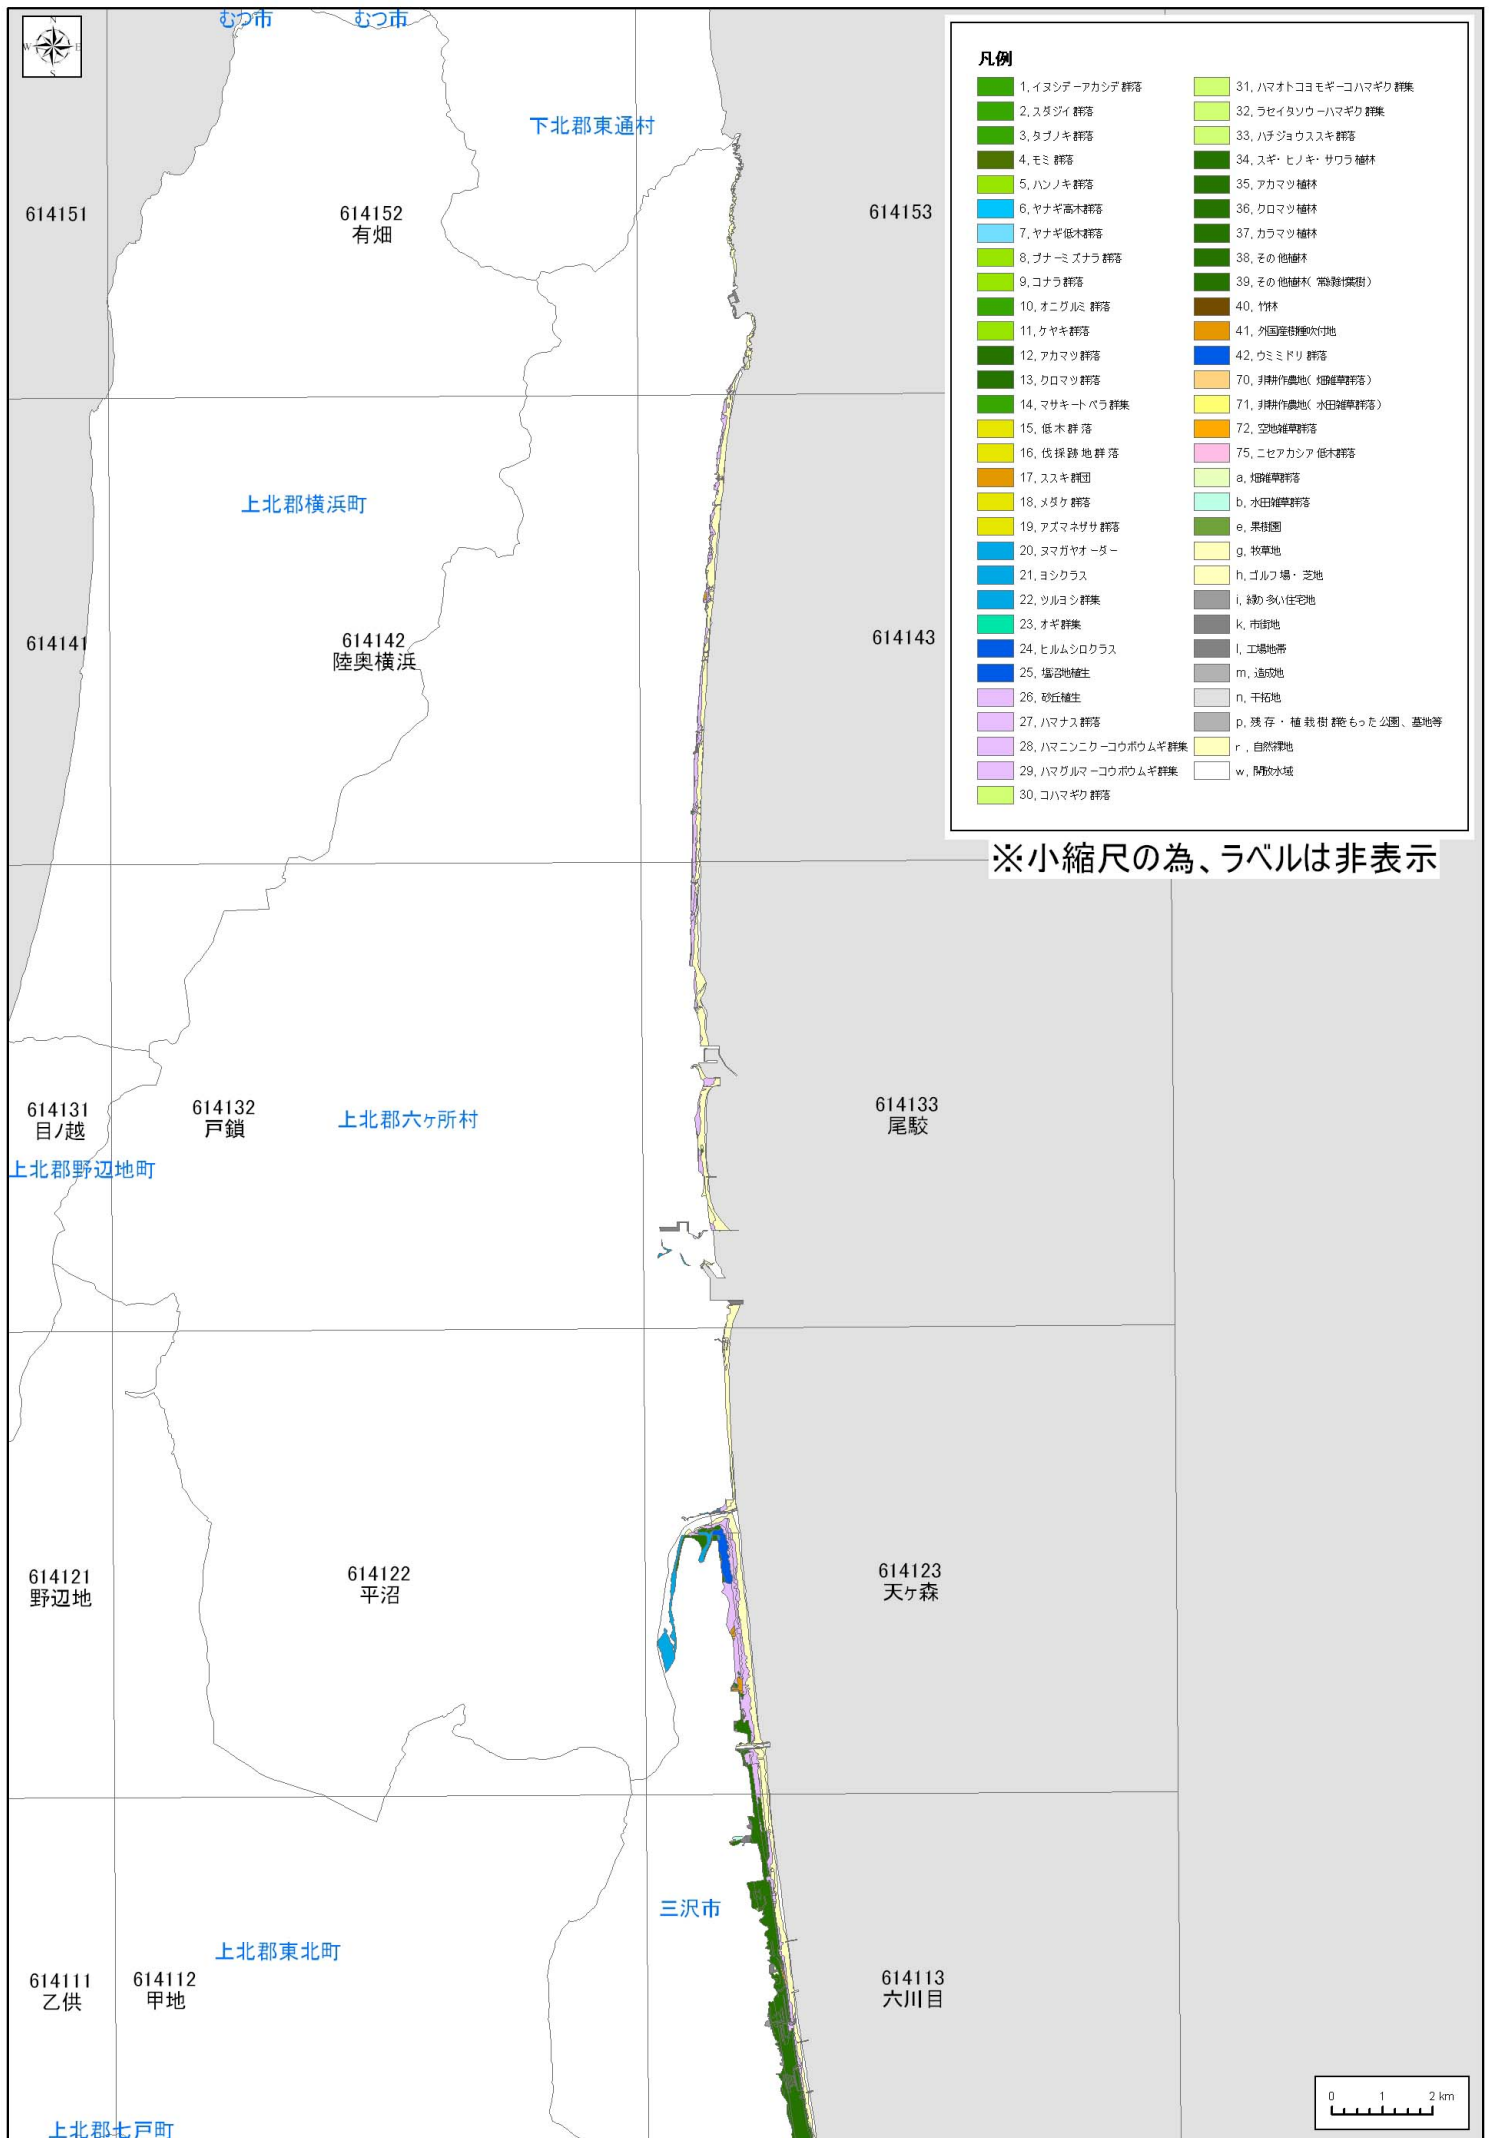 N
W
E
S
むつ市
むつ市
下北郡東通村
614151
614152
有畑
614153
凡例
1, イヌシデーアカシデ群落
2, スダジイ群落
3, タブノキ群落
4, モミ群落
5, ハンノキ群落
6, ヤナギ高木群落
7, ヤナギ低木群落
8, ブナーミズナラ群落
9, コナラ群落
10, オニグルミ群落
11, ケヤキ群落
12, アカマツ群落
13, クロマツ群落
14, マサキートベラ群集
15, 低木群落
16, 伐採跡地群落
17, ススキ群団
18, メダケ群落
19, アズマネザサ群落
20, ヌマガヤオーダー
21, ヨシクラス
22, ツルヨシ群集
23, オギ群集
24, ヒルムシロクラス
25, 塩沼地植生
26, 砂丘植生
27, ハマナス群落
28, ハマニンニクーコウボウムギ群集
29, ハマグルマーコウボウムギ群集
30, コハマギク群落
31, ハマオトコヨモギーコハマギク群集
32, ラセイタソウーハマギク群集
33, ハチジョウススキ群落
34, スギ・ヒノキ・サワラ植林
35, アカマツ植林
36, クロマツ植林
37, カラマツ植林
38, その他植林
39, その他植林（常緑針葉樹）
40, 竹林
41, 外国産樹種吹付地
42, ウミミドリ群落
70, 非耕作農地（畑雑草群落）
71, 非耕作農地（水田雑草群落）
72, 空地雑草群落
75, ニセアカシア低木群落
a, 畑雑草群落
b, 水田雑草群落
e, 果樹園
g, 牧草地
h, ゴルフ場・芝地
i, 緑の多い住宅地
k, 市街地
l, 工場地帯
m, 造成地
n, 干拓地
p, 残存・植栽樹群をもった公園、墓地等
r, 自然裸地
w, 開放水域
※小縮尺の為、ラベルは非表示
上北郡横浜町
614141
614142
陸奥横浜
614143
614131
目ノ越
614132
戸鎖
上北郡六ヶ所村
614133
尾駮
上北郡野辺地町
614121
野辺地
614122
平沼
614123
天ヶ森
三沢市
上北郡東北町
614111
乙供
614112
甲地
614113
六川目
上北郡七戸町
0 1 2 km